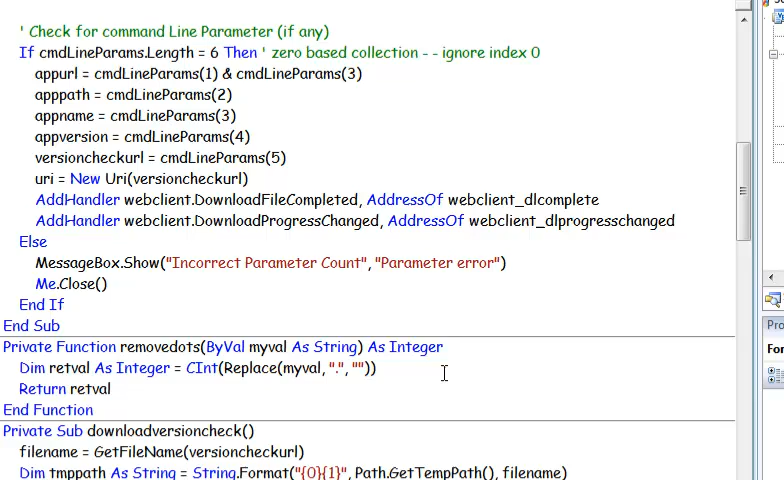 ' Check for command Line Parameter (if any)
If cmdLineParams.Length = 6 Then ' zero based collection - - ignore index 0
appurl = cmdLineParams(1) & cmdLineParams(3)
apppath = cmdLineParams(2)
appname = cmdLineParams(3)
appversion = cmdLineParams(4)
versioncheckurl = cmdLineParams(5)
uri = New Uri(versioncheckurl)
AddHandler webclient.DownloadFileCompleted, AddressOf webclient_dlcomplete
AddHandler webclient.DownloadProgressChanged, AddressOf webclient_dlprogresschanged
Else
MessageBox.Show("Incorrect Parameter Count", "Parameter error")
Me.Close()
End If
End Sub
Private Function removedots(ByVal myval As String) As Integer
Dim retval As Integer = CInt(Replace(myval, ".", ""))
Return retval
End Function
Private Sub downloadversioncheck()
filename = GetFileName(versioncheckurl)
Dim tmppath As String = String.Format("{0}{1}", Path.GetTempPath(), filename)
Pro
For